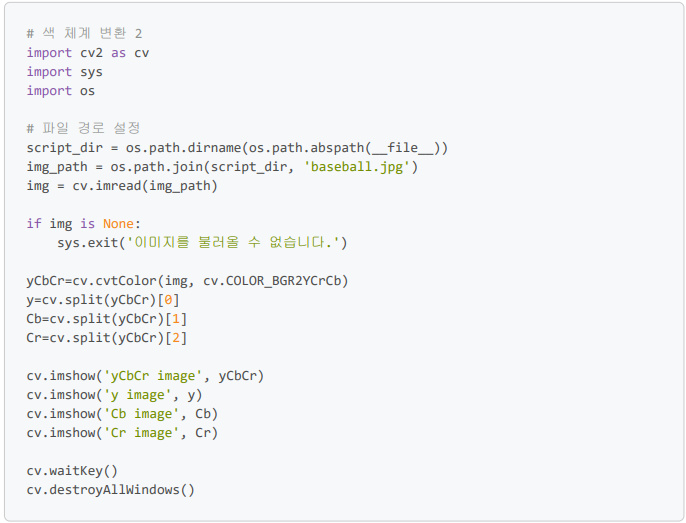 # 색 체계 변환 2
import cv2 as cv
import sys
import os

# 파일 경로 설정
script_dir = os.path.dirname(os.path.abspath(__file__))
img_path = os.path.join(script_dir, 'baseball.jpg')
img = cv.imread(img_path)

if img is None:
    sys.exit('이미지를 불러올 수 없습니다.')

yCbCr=cv.cvtColor(img, cv.COLOR_BGR2YCrCb)
y=cv.split(yCbCr)[0]
Cb=cv.split(yCbCr)[1]
Cr=cv.split(yCbCr)[2]

cv.imshow('yCbCr image', yCbCr)
cv.imshow('y image', y)
cv.imshow('Cb image', Cb)
cv.imshow('Cr image', Cr)

cv.waitKey()
cv.destroyAllWindows()